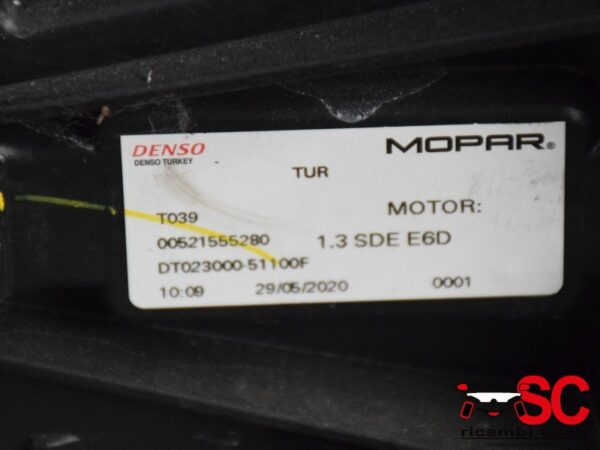 DENSO
DENSO TURKEY
MOPAR®
TUR
T039
MOTOR:
00521555280
1.3 SDE E6D
DT023000-51100F
10:09
29/05/2020
0001
SC